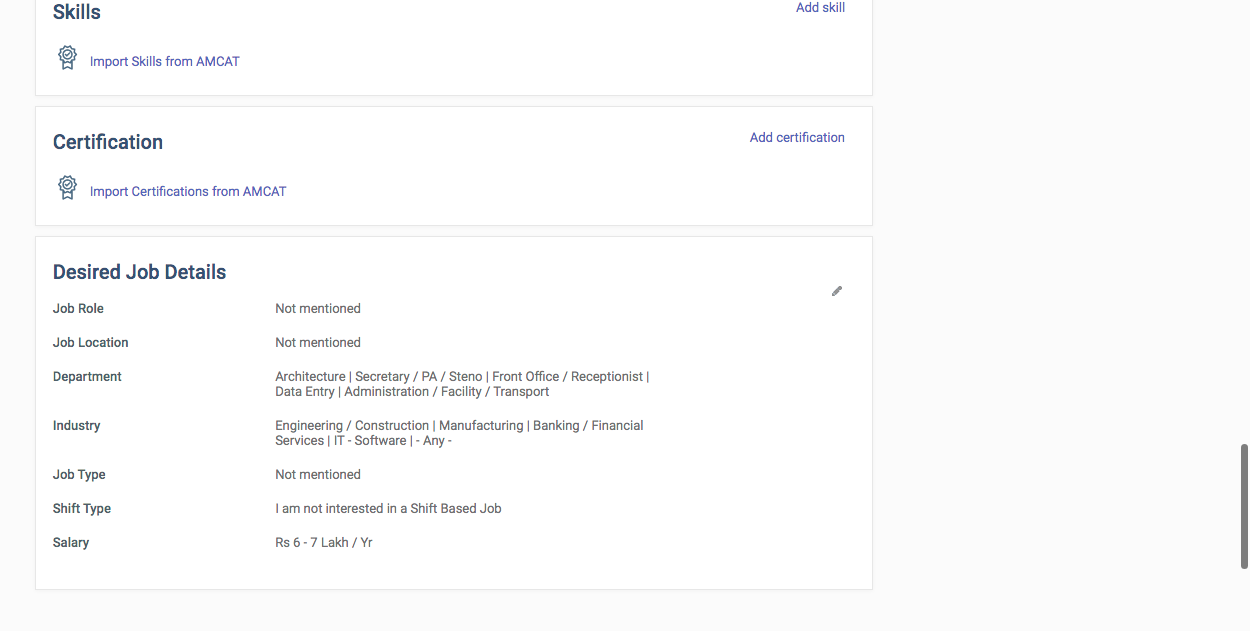 Skills
Add skill
Import Skills from AMCAT
Certification
Add certification
Import Certifications from AMCAT
Desired Job Details
Job Role Not mentioned
Job Location Not mentioned
Department Architecture | Secretary / PA / Steno | Front Office / Receptionist |
Data Entry | Administration / Facility / Transport
Industry Engineering / Construction | Manufacturing | Banking / Financial
Services | IT - Software | - Any -
Job Type Not mentioned
Shift Type I am not interested in a Shift Based Job
Salary Rs 6 - 7 Lakh / Yr